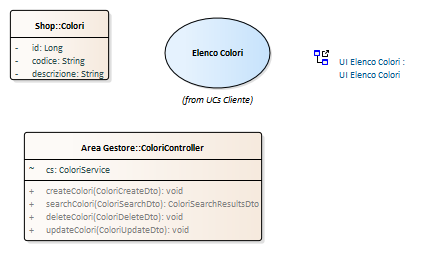 Shop::Colori
- id: Long
- codice: String
- descrizione: String
Elenco Colori
(from UCs Cliente)
UI Elenco Colori :
UI Elenco Colori
Area Gestore::ColoriController
~ cs: ColoriService
+ createColori(ColoriCreateDto): void
+ searchColori(ColoriSearchDto): ColoriSearchResultsDto
+ deleteColori(ColoriDeleteDto): void
+ updateColori(ColoriUpdateDto): void